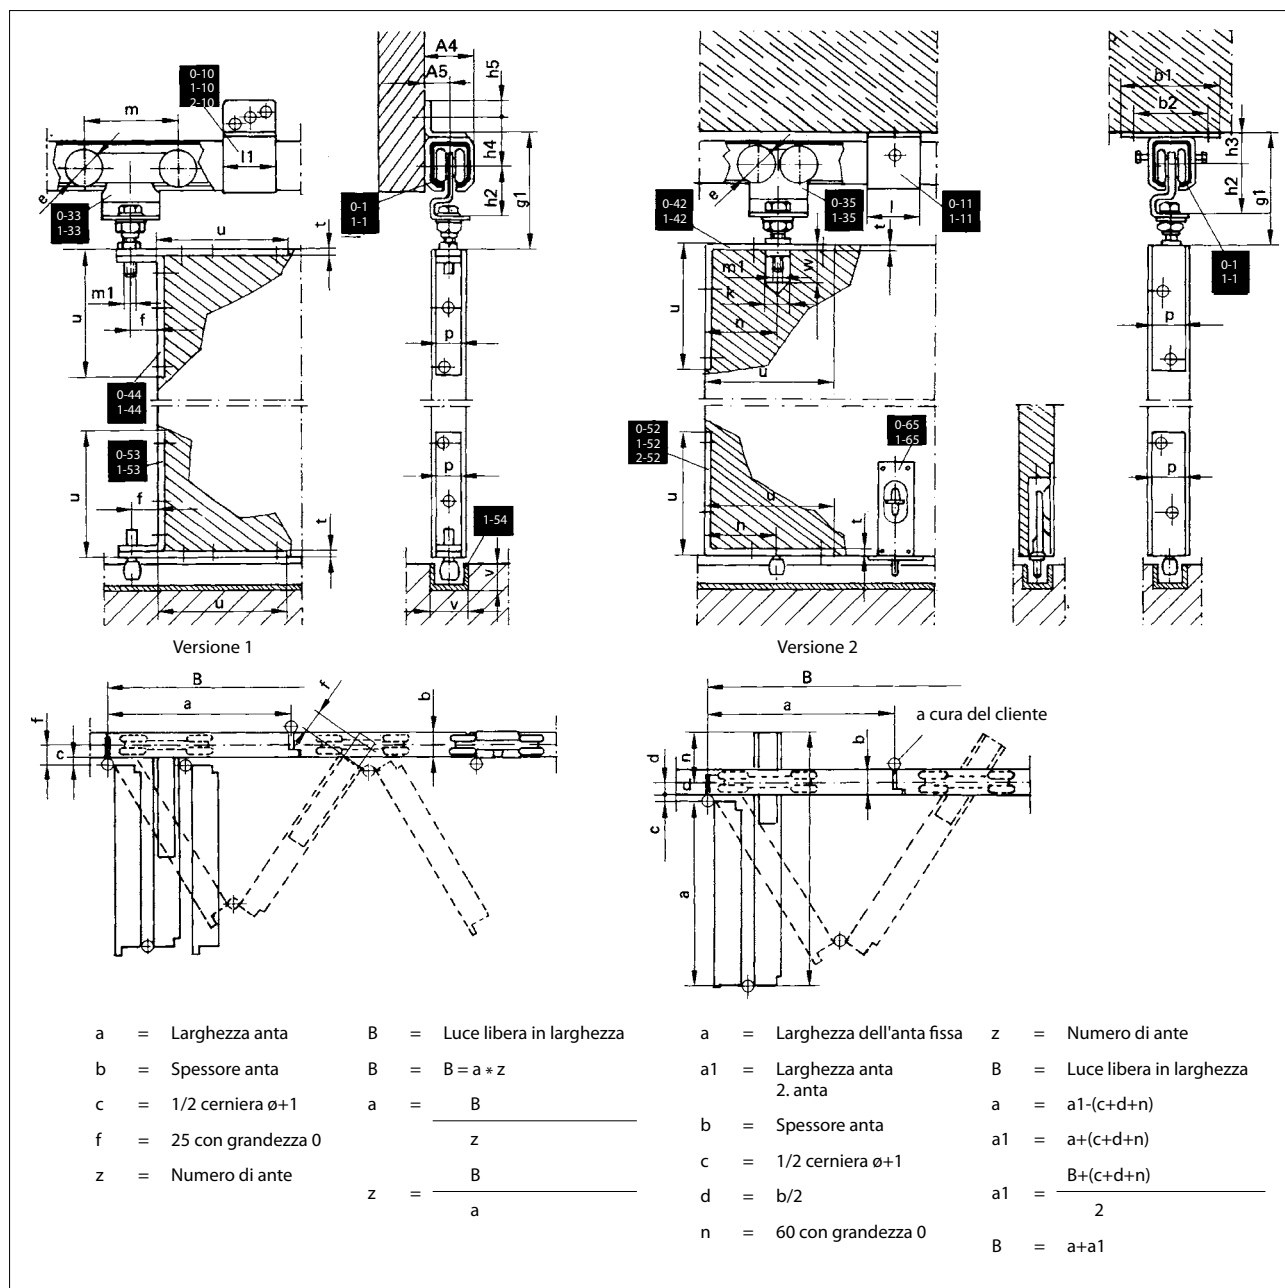 A4
A5
h5
h4
h2
g1
0-10
1-10
2-10
m
l1
e
0-33
1-33
0-1
1-1
u
t
m1
f
u
p
0-44
1-44
0-53
1-53
u
f
p
t
1-54
u
v
v
Versione 1
b1
b2
h3
h2
g1
e
0-42
1-42
0-35
1-35
l
0-11
1-11
t
w
m1
k
u
n
u
0-1
1-1
p
0-52
1-52
2-52
0-65
1-65
u
u
n
t
p
Versione 2
B
a
f
b
f
c
B
a
a cura del cliente
b
n
d
d
c
a
a = Larghezza anta
b = Spessore anta
c = 1/2 cerniera ø+1
f = 25 con grandezza 0
z = Numero di ante
B = Luce libera in larghezza
B = B = a * z
a = B
z
z = B
a
a = Larghezza dell'anta fissa
a1 = Larghezza anta
2. anta
b = Spessore anta
c = 1/2 cerniera ø+1
d = b/2
n = 60 con grandezza 0
z = Numero di ante
B = Luce libera in larghezza
a = a1-(c+d+n)
a1 = a+(c+d+n)
a1 = B+(c+d+n)
2
B = a+a1